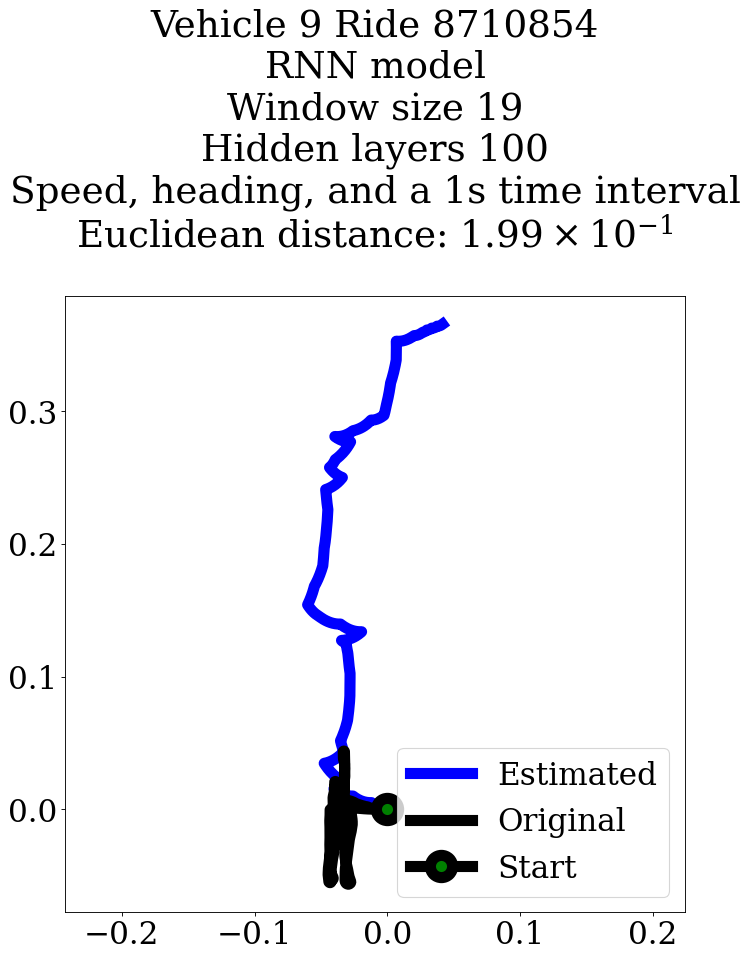 Vehicle 9 Ride 8710854
RNN model
Window size 19
Hidden layers 100
Speed, heading, and a 1s time interval
Euclidean distance: 1.99 × 10⁻¹
0.3
0.2
0.1
0.0
−0.2
−0.1
0.0
0.1
0.2
Estimated
Original
Start